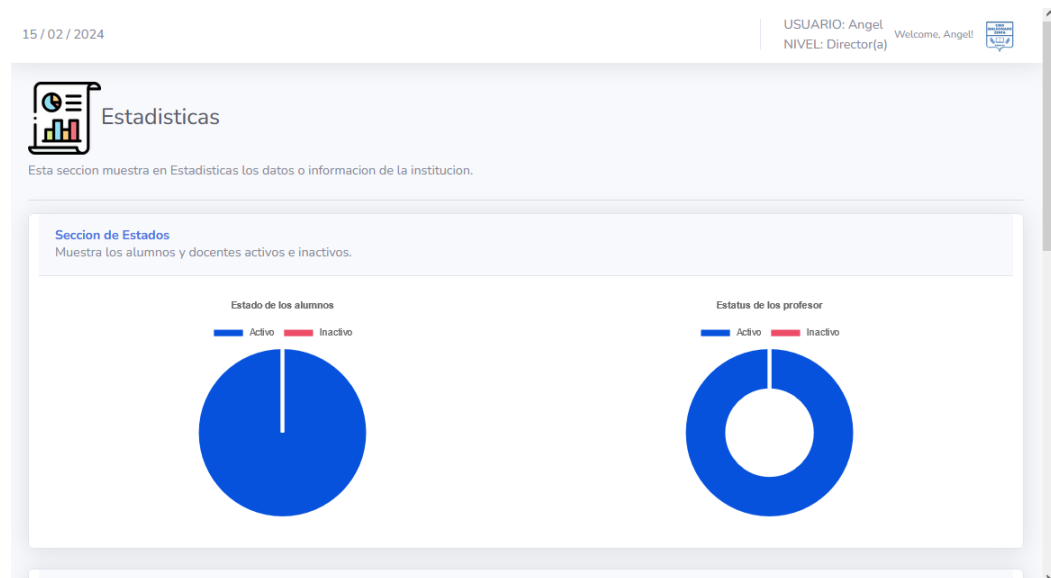 15 / 02 / 2024
USUARIO: Angel
NIVEL: Director(a)
Welcome, Angel!
Estadisticas
Esta seccion muestra en Estadisticas los datos o informacion de la institucion.
Seccion de Estados
Muestra los alumnos y docentes activos e inactivos.
Estado de los alumnos
Activo Inactivo
Estatus de los profesor
Activo Inactivo